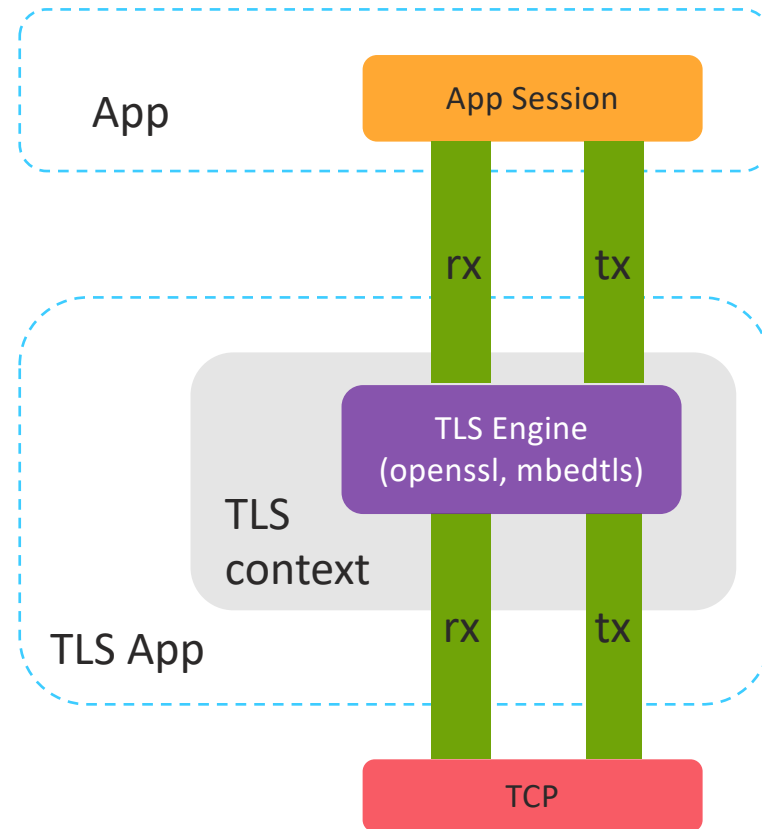 App
App Session
rx
tx
TLS Engine
(openssl, mbedtls)
TLS
context
rx
tx
TLS App
TCP